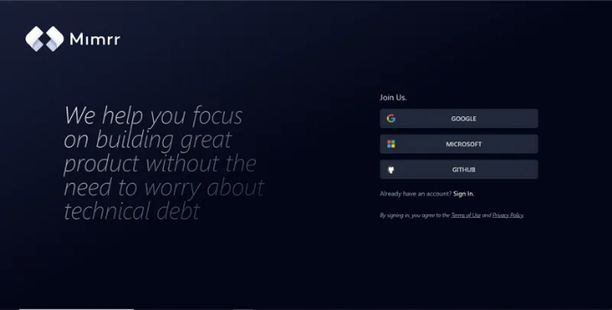 Mimrr
We help you focus
on building great
product without the
need to worry about
technical debt
Join Us.
GOOGLE
MICROSOFT
GITHUB
Already have an account? Sign In.
By signing in, you agree to the Terms of Use and Privacy Policy.